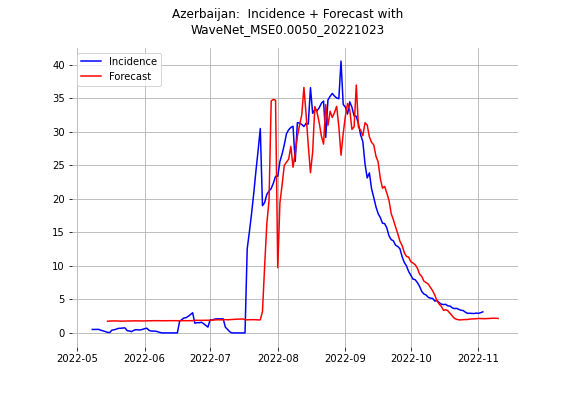 Azerbaijan:  Incidence + Forecast with
WaveNet_MSE0.0050_20221023
Incidence
Forecast
40
35
30
25
20
15
10
5
0
2022-05 2022-06 2022-07 2022-08 2022-09 2022-10 2022-11